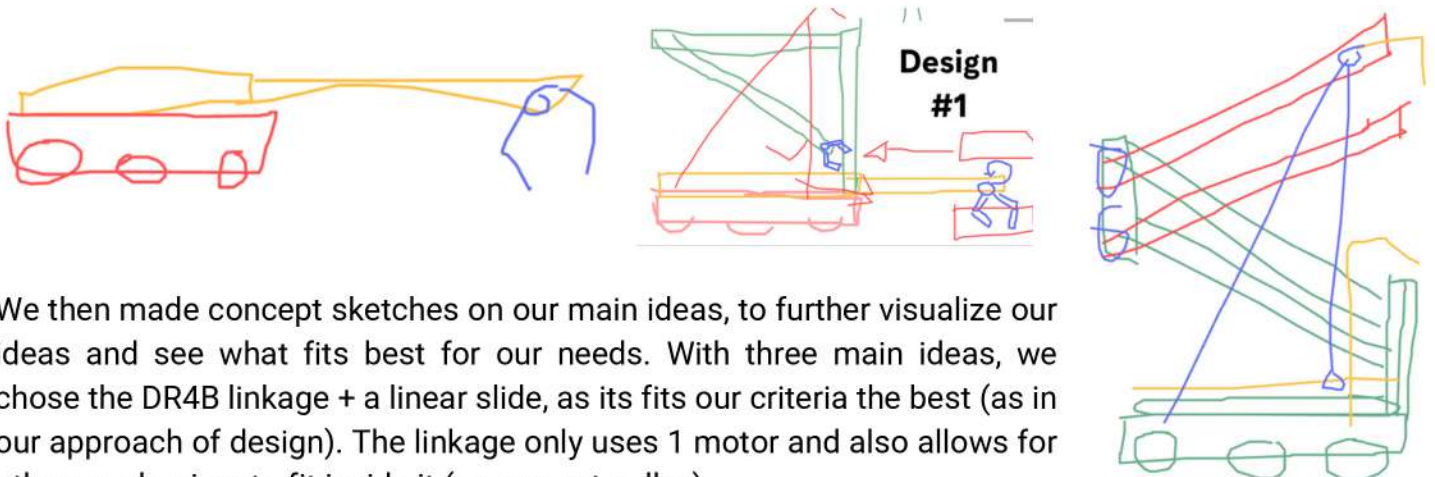 Design
#1
We then made concept sketches on our main ideas, to further visualize our
ideas and see what fits best for our needs. With three main ideas, we
chose the DR4B linkage + a linear slide, as its fits our criteria the best (as in
our approach of design). The linkage only uses 1 motor and also allows for